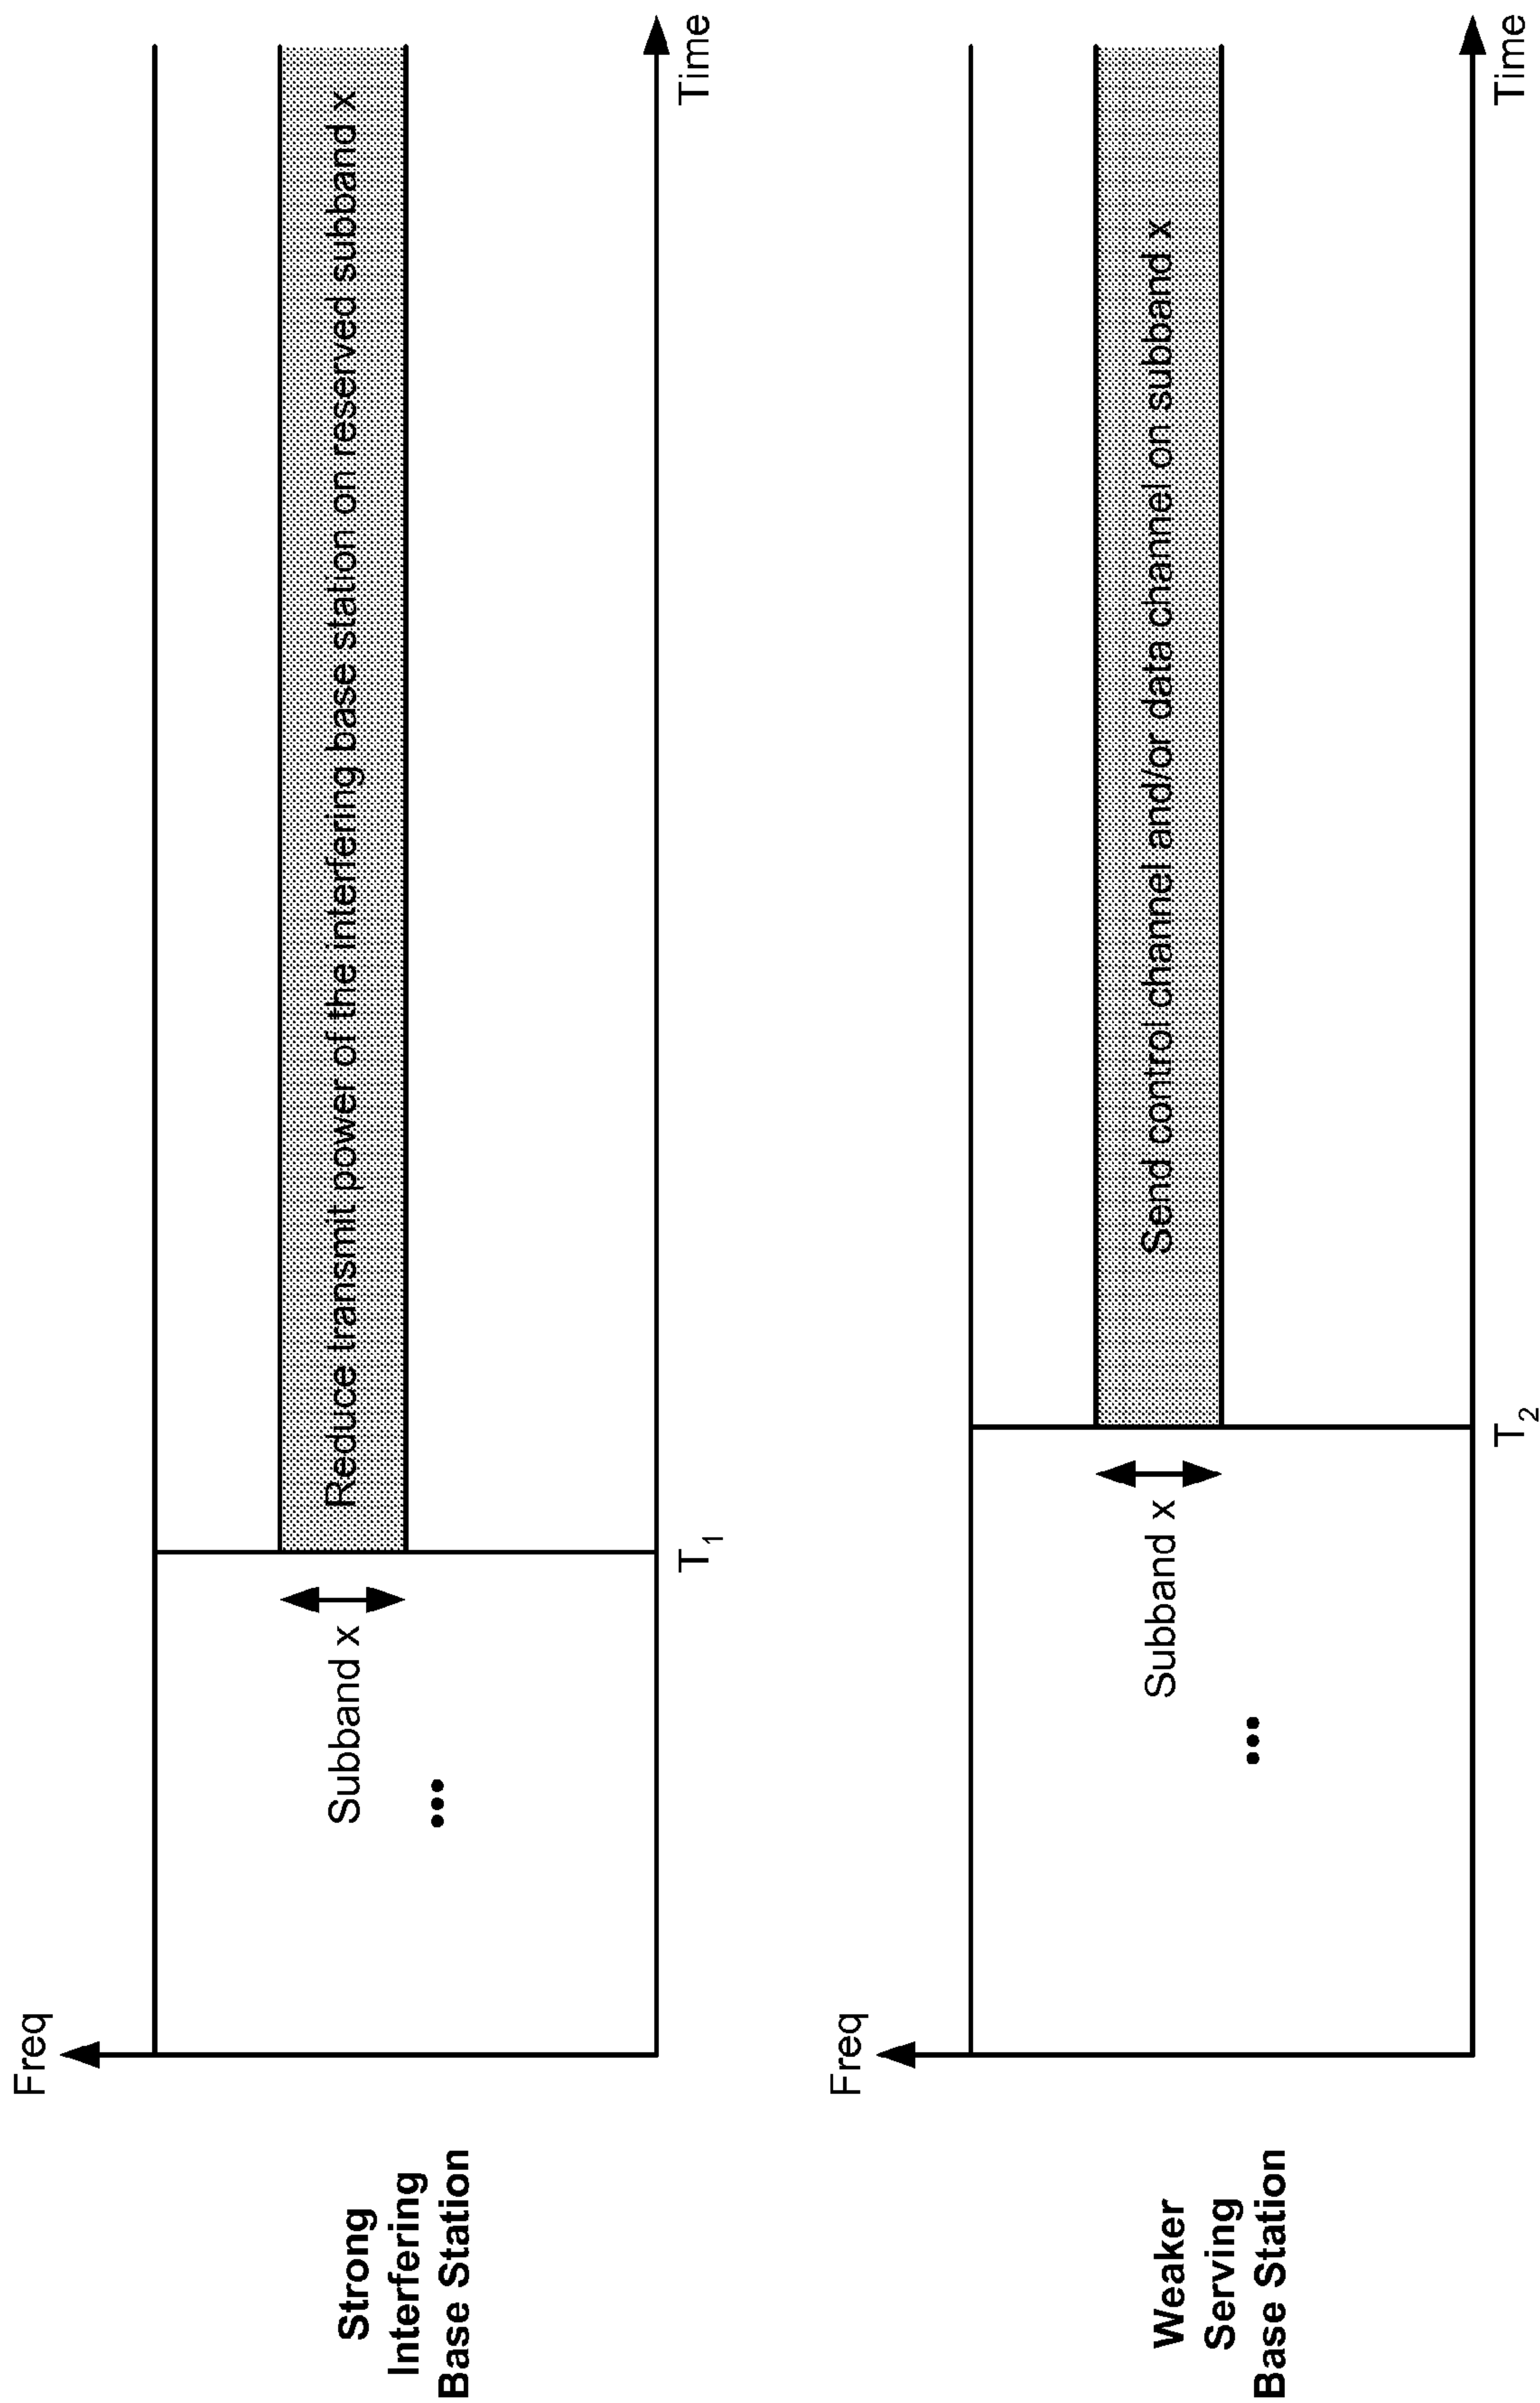 Freq
Strong
Interfering
Base Station
Subband x
Reduce transmit power of the interfering base station on reserved subband x
T1
Time
Freq
Weaker
Serving
Base Station
Subband x
Send control channel and/or data channel on subband x
T2
Time